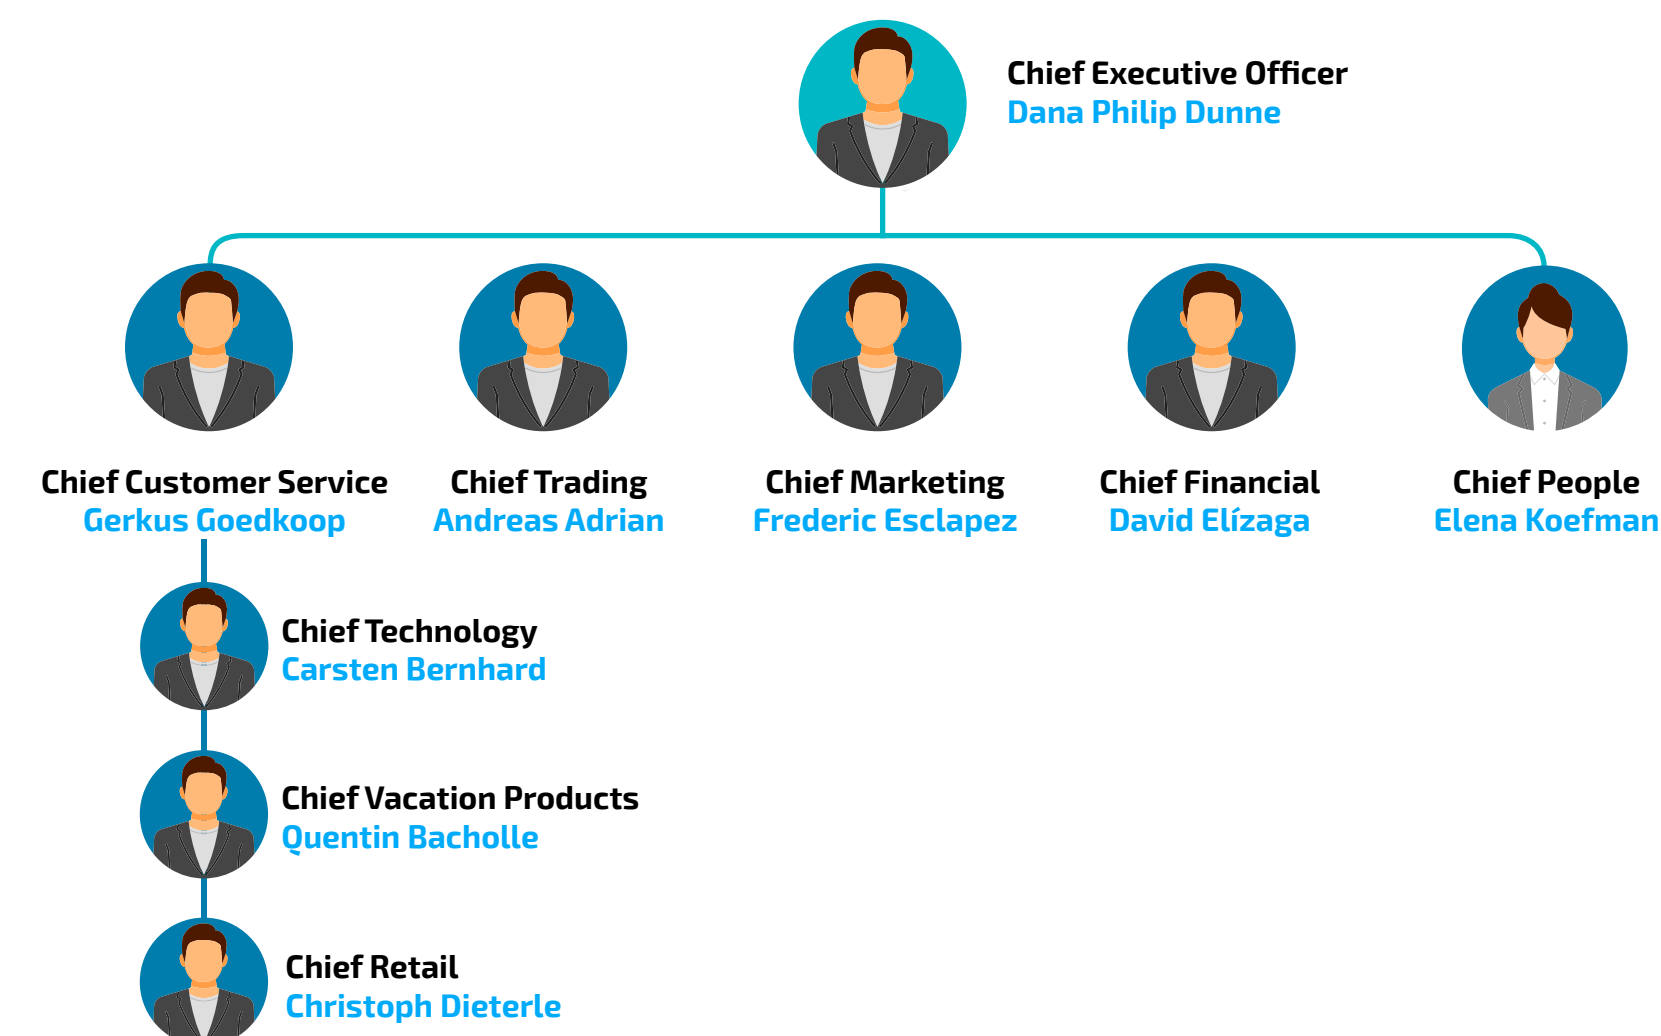 Chief Executive Officer
Dana Philip Dunne
Chief Customer Service
Gerkus Goedkoop
Chief Trading
Andreas Adrian
Chief Marketing
Frederic Esclapez
Chief Financial
David Elízaga
Chief People
Elena Koefman
Chief Technology
Carsten Bernhard
Chief Vacation Products
Quentin Bacholle
Chief Retail
Christoph Dieterle